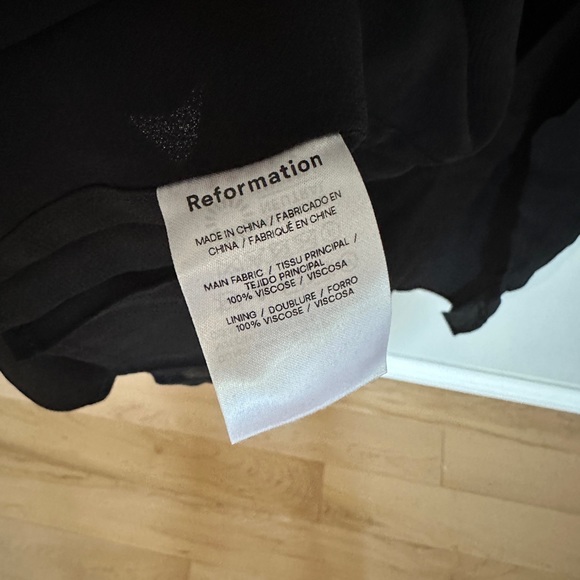 Reformation
MADE IN CHINA / FABRICADO EN
CHINA / FABRIQUÉ EN CHINE
MAIN FABRIC / TISSU PRINCIPAL /
TEJIDO PRINCIPAL
100% VISCOSE / VISCOSA
LINING / DOUBLURE / FORRO
100% VISCOSE / VISCOSA